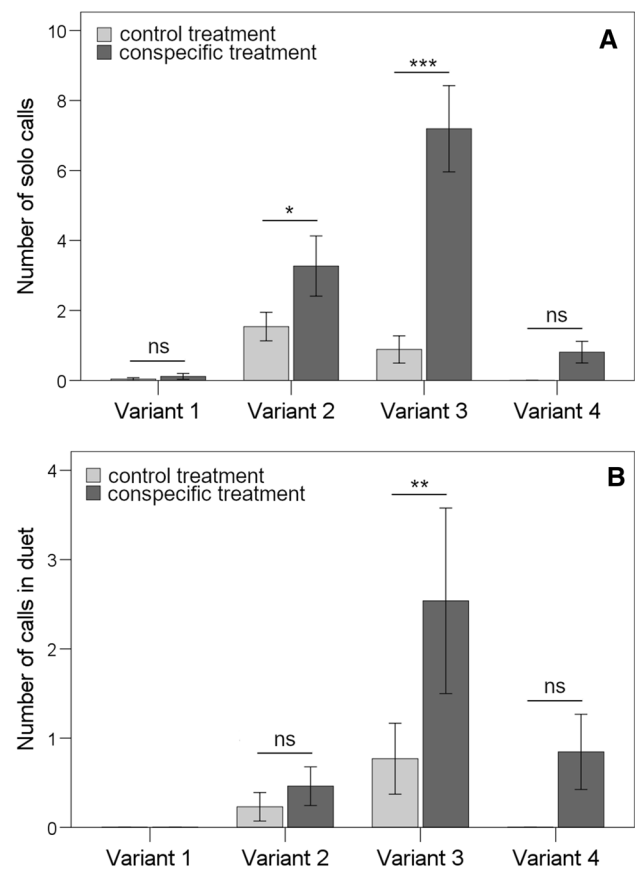 A
control treatment
conspecific treatment
Number of solo calls
10
8
6
4
2
0
ns
*
***
ns
Variant 1 Variant 2 Variant 3 Variant 4
B
control treatment
conspecific treatment
Number of calls in duet
4
3
2
1
0
ns
**
ns
Variant 1 Variant 2 Variant 3 Variant 4